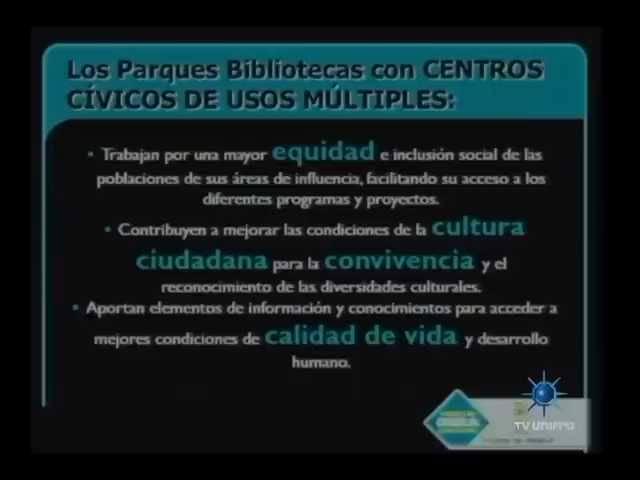 Los Parques Bibliotecas con CENTROS
CÍVICOS DE USOS MÚLTIPLES:
• Trabajan por una mayor equidad e inclusión social de las
poblaciones de sus áreas de influencia, facilitando su acceso a los
diferentes programas y proyectos.
• Contribuyen a mejorar las condiciones de la cultura
ciudadana para la convivencia y el
reconocimiento de las diversidades culturales.
• Aportan elementos de información y conocimientos para acceder a
mejores condiciones de calidad de vida y desarrollo
humano.